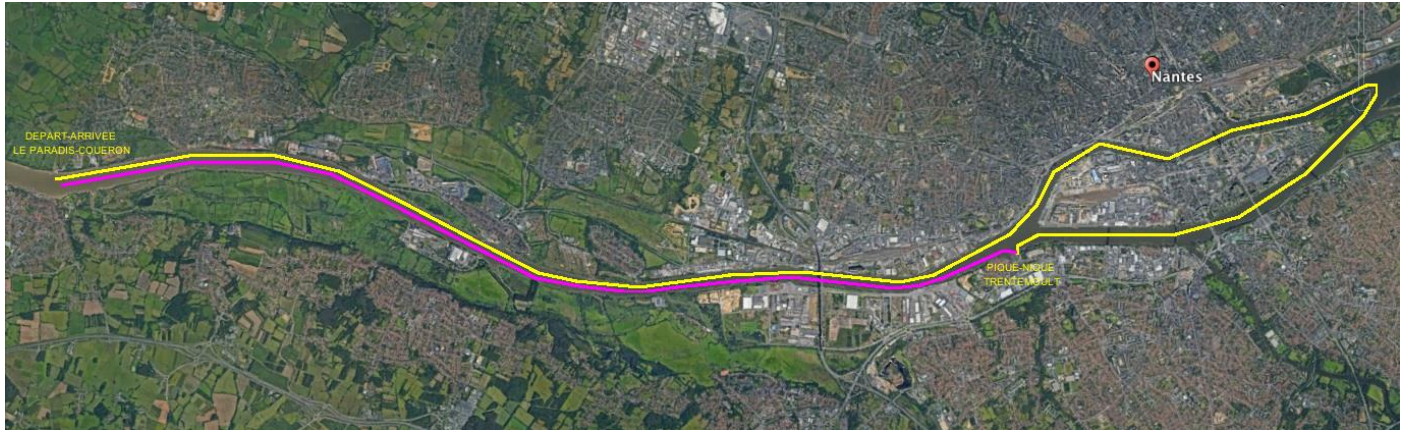 Nantes
DEPART-ARRIVEE
LE PARADIS-COUERON
PIQUE-NIQUE
TRENTEMOULT